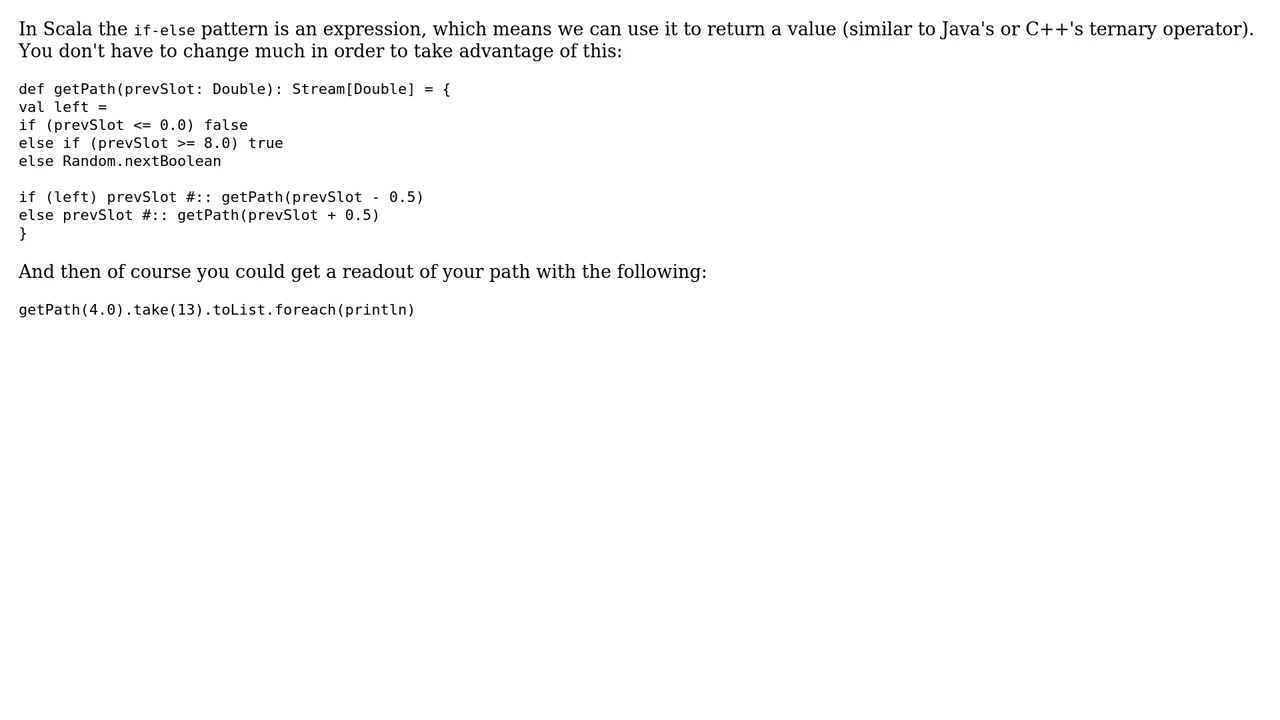 In Scala the if-else pattern is an expression, which means we can use it to return a value (similar to Java's or C++'s ternary operator).
You don't have to change much in order to take advantage of this:
def getPath(prevSlot: Double): Stream[Double] = {
val left =
if (prevSlot <= 0.0) false
else if (prevSlot >= 8.0) true
else Random.nextBoolean
if (left) prevSlot #:: getPath(prevSlot - 0.5)
else prevSlot #:: getPath(prevSlot + 0.5)
}
And then of course you could get a readout of your path with the following:
getPath(4.0).take(13).toList.foreach(println)